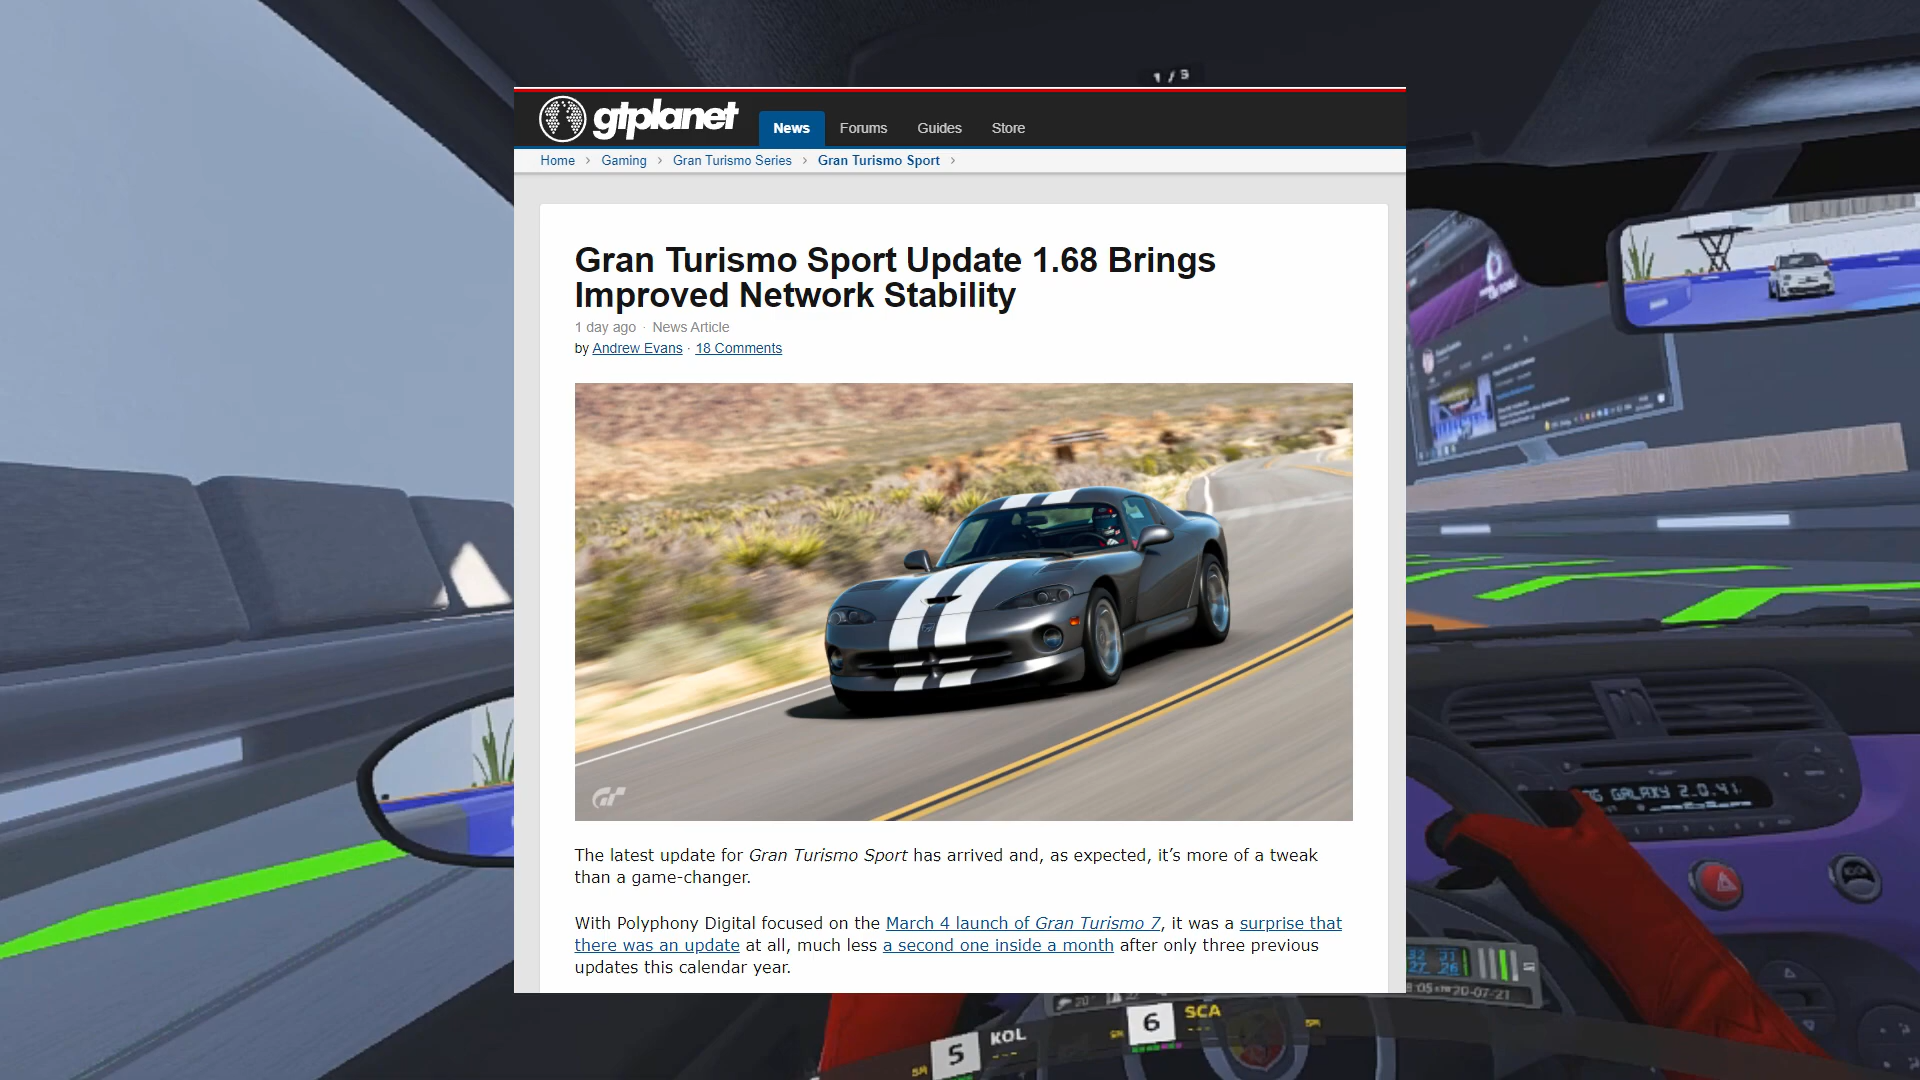 1 / 9
gtplanet
News Forums Guides Store
Home › Gaming › Gran Turismo Series › Gran Turismo Sport ›
Gran Turismo Sport Update 1.68 Brings
Improved Network Stability
1 day ago · News Article
by Andrew Evans · 18 Comments
The latest update for Gran Turismo Sport has arrived and, as expected, it’s more of a tweak
than a game-changer.
With Polyphony Digital focused on the March 4 launch of Gran Turismo 7, it was a surprise that
there was an update at all, much less a second one inside a month after only three previous
updates this calendar year.
GALAXY 2.0.41
20-07-21
5 KOL
6 SCA